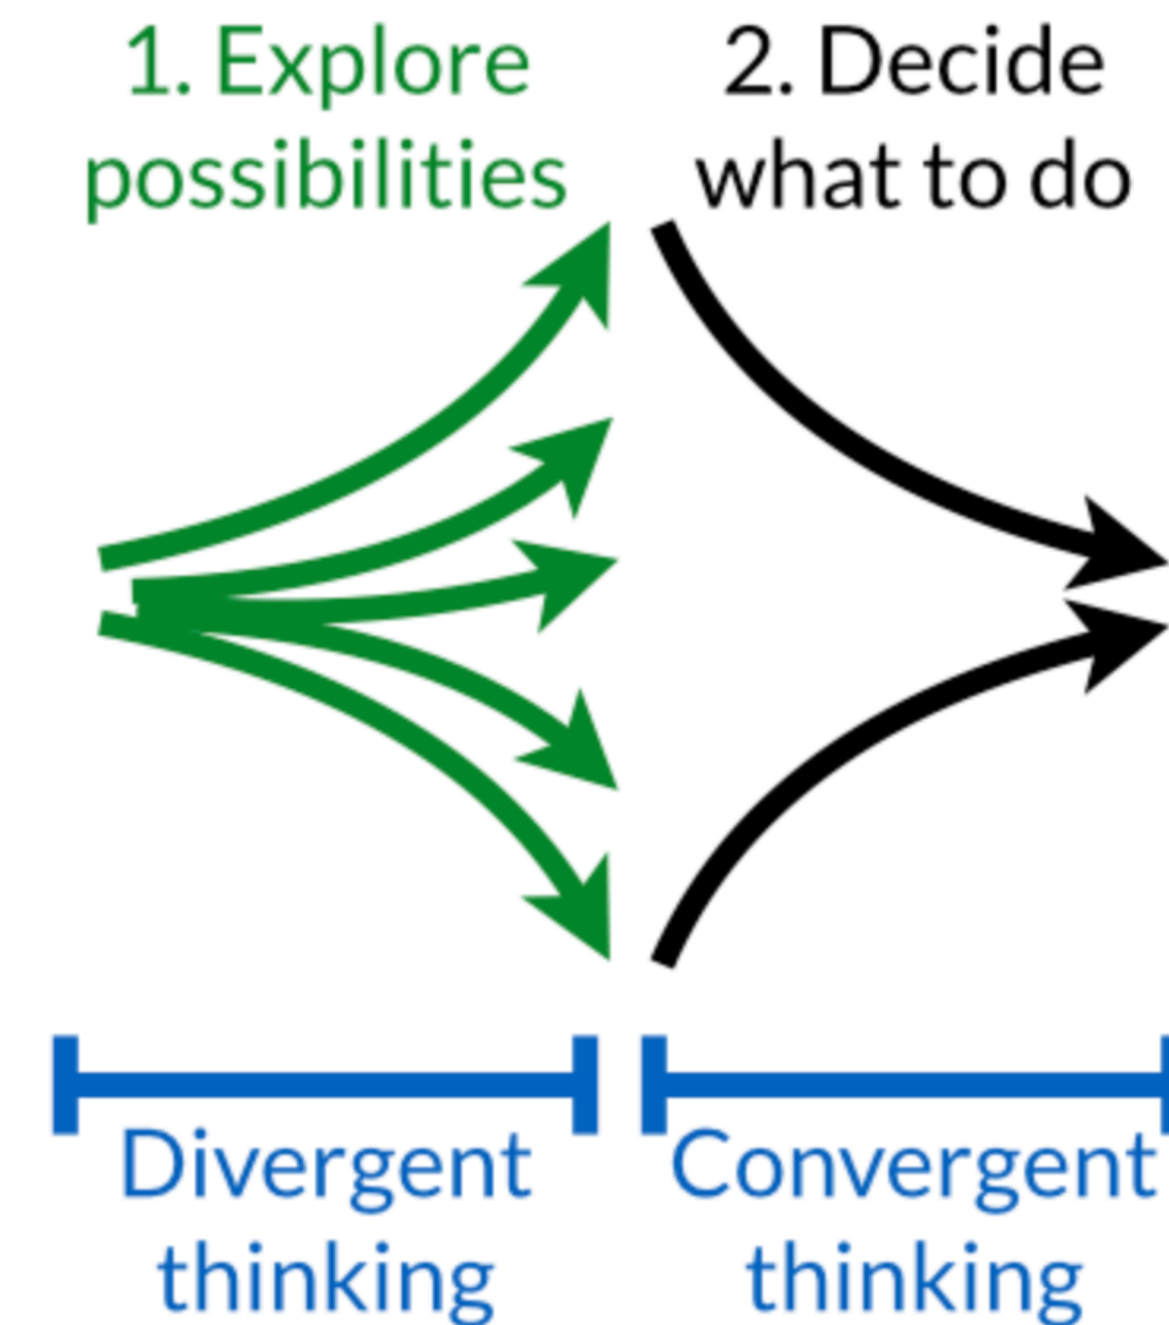 1. Explore
possibilities
2. Decide
what to do
Divergent
thinking
Convergent
thinking